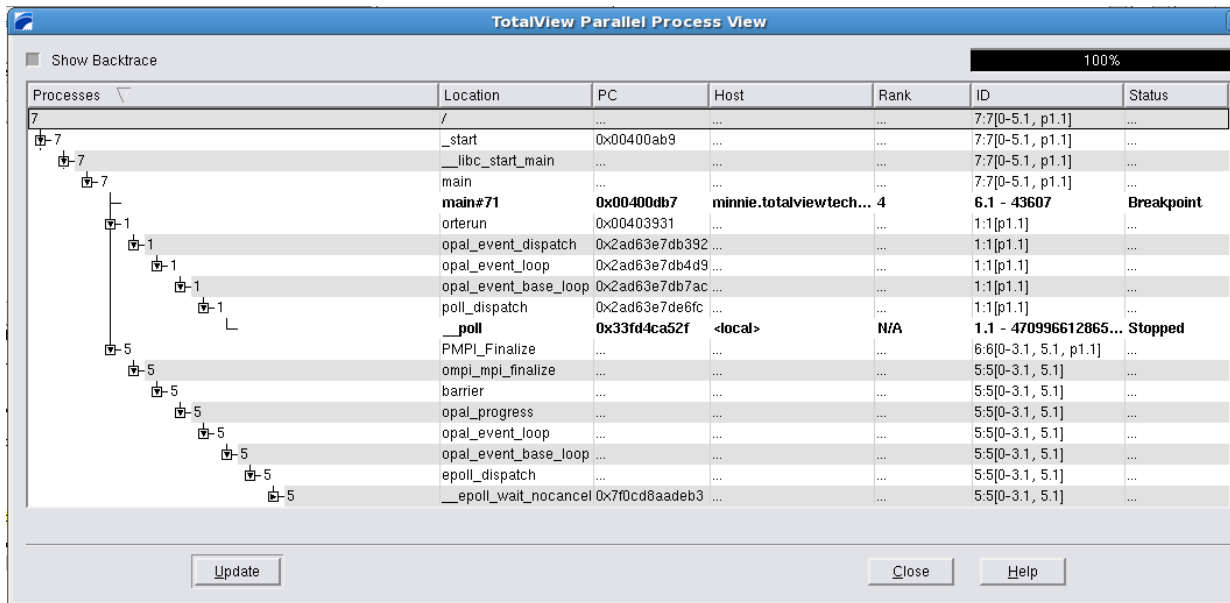 TotalView Parallel Process View
Show Backtrace 100%
Processes Location PC Host Rank ID Status
7 / ... ... ... 7:7[0-5.1, p1.1] ...
7 _start 0x00400ab9 ... ... 7:7[0-5.1, p1.1] ...
7 __libc_start_main ... ... ... 7:7[0-5.1, p1.1] ...
7 main ... ... ... 7:7[0-5.1, p1.1] ...
main#71 0x00400db7 minnie.totalviewtech... 4 6.1 - 43607 Breakpoint
1 orterun 0x00403931 ... ... 1:1[p1.1] ...
1 opal_event_dispatch 0x2ad63e7db392 ... ... 1:1[p1.1] ...
1 opal_event_loop 0x2ad63e7db4d9 ... ... 1:1[p1.1] ...
1 opal_event_base_loop 0x2ad63e7db7ac ... ... 1:1[p1.1] ...
1 poll_dispatch 0x2ad63e7de6fc ... ... 1:1[p1.1] ...
__poll 0x33fd4ca52f <local> N/A 1.1 - 470996612865... Stopped
5 PMPI_Finalize ... ... ... 6:6[0-3.1, 5.1, p1.1] ...
5 ompi_mpi_finalize ... ... ... 5:5[0-3.1, 5.1] ...
5 barrier ... ... ... 5:5[0-3.1, 5.1] ...
5 opal_progress ... ... ... 5:5[0-3.1, 5.1] ...
5 opal_event_loop ... ... ... 5:5[0-3.1, 5.1] ...
5 opal_event_base_loop ... ... ... 5:5[0-3.1, 5.1] ...
5 epoll_dispatch ... ... ... 5:5[0-3.1, 5.1] ...
5 __epoll_wait_nocancel 0x7f0cd8aadeb3 ... ... 5:5[0-3.1, 5.1] ...
Update Close Help